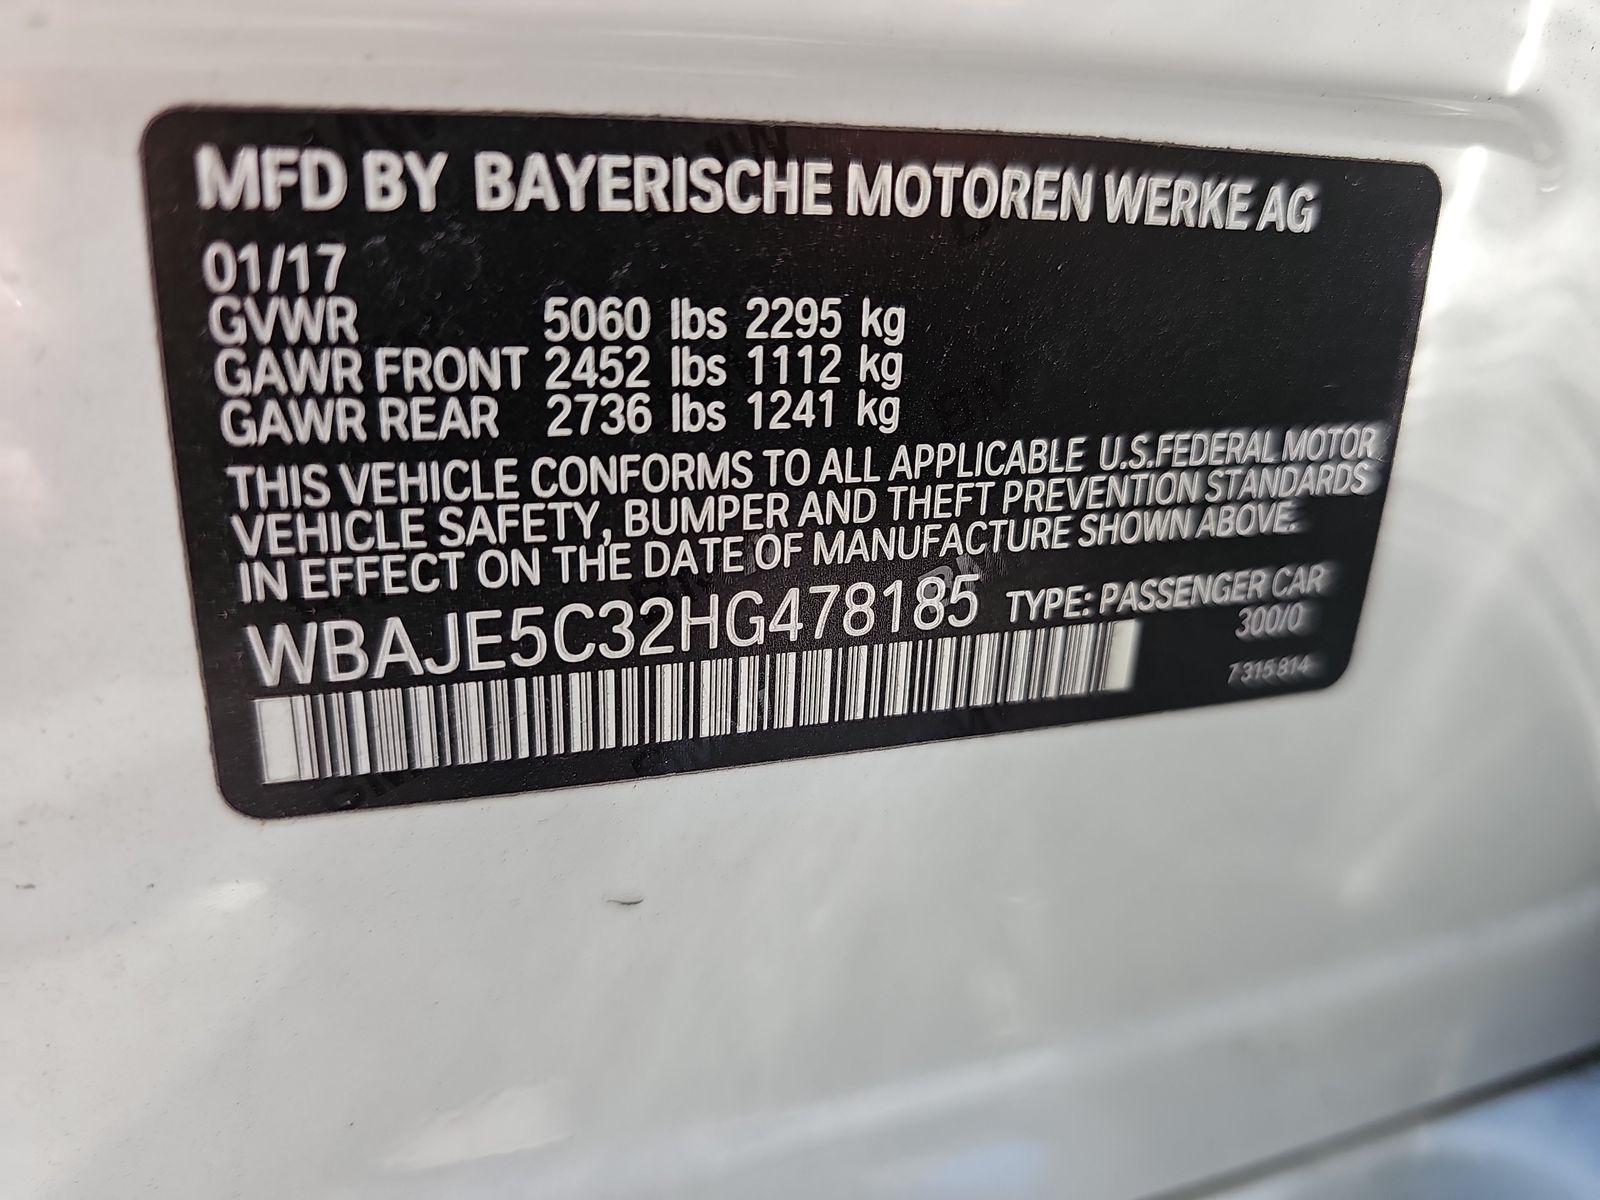 MFD BY BAYERISCHE MOTOREN WERKE AG
01/17
GVWR 5060 lbs 2295 kg
GAWR FRONT 2452 lbs 1112 kg
GAWR REAR 2736 lbs 1241 kg
THIS VEHICLE CONFORMS TO ALL APPLICABLE U.S.FEDERAL MOTOR
VEHICLE SAFETY, BUMPER AND THEFT PREVENTION STANDARDS
IN EFFECT ON THE DATE OF MANUFACTURE SHOWN ABOVE.
WBAJE5C32HG478185 TYPE: PASSENGER CAR
300/0
7 315 814